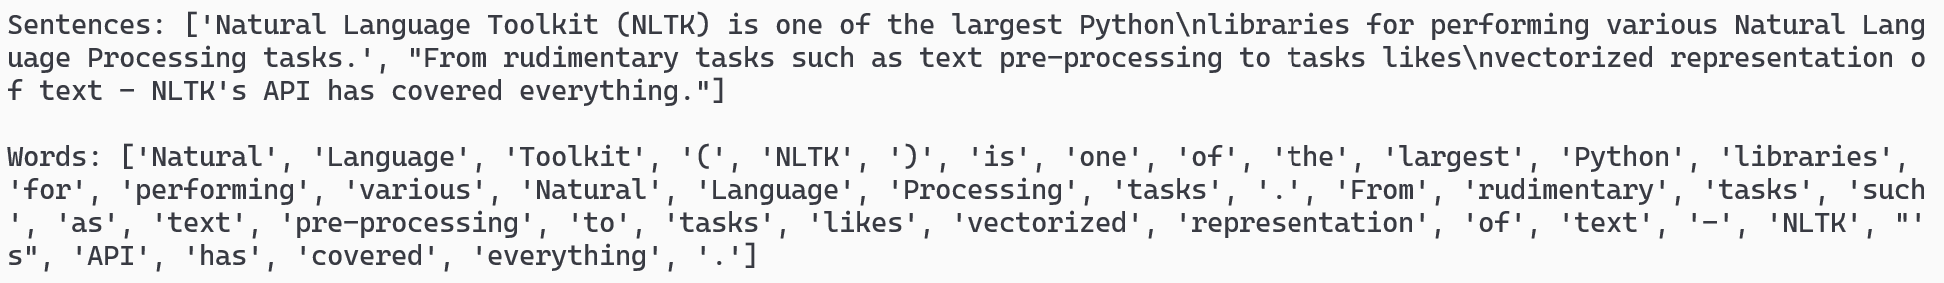 Sentences: ['Natural Language Toolkit (NLTK) is one of the largest Python\nlibraries for performing various Natural Lang
uage Processing tasks.', "From rudimentary tasks such as text pre-processing to tasks likes\nvectorized representation o
f text - NLTK's API has covered everything."]

Words: ['Natural', 'Language', 'Toolkit', '(', 'NLTK', ')', 'is', 'one', 'of', 'the', 'largest', 'Python', 'libraries',
'for', 'performing', 'various', 'Natural', 'Language', 'Processing', 'tasks', '.', 'From', 'rudimentary', 'tasks', 'such
', 'as', 'text', 'pre-processing', 'to', 'tasks', 'likes', 'vectorized', 'representation', 'of', 'text', '-', 'NLTK', "'
s", 'API', 'has', 'covered', 'everything', '.']